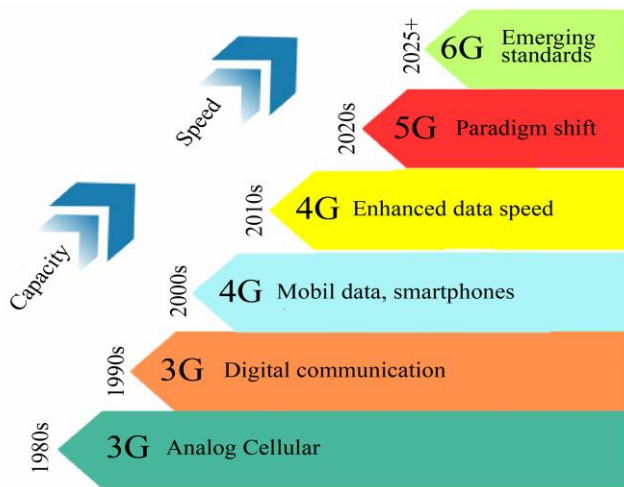 2025+
6G
Emerging
standards
Speed
2020s
5G Paradigm shift
2010s
4G Enhanced data speed
Capacity
2000s
4G Mobil data, smartphones
1990s
3G Digital communication
1980s
3G Analog Cellular